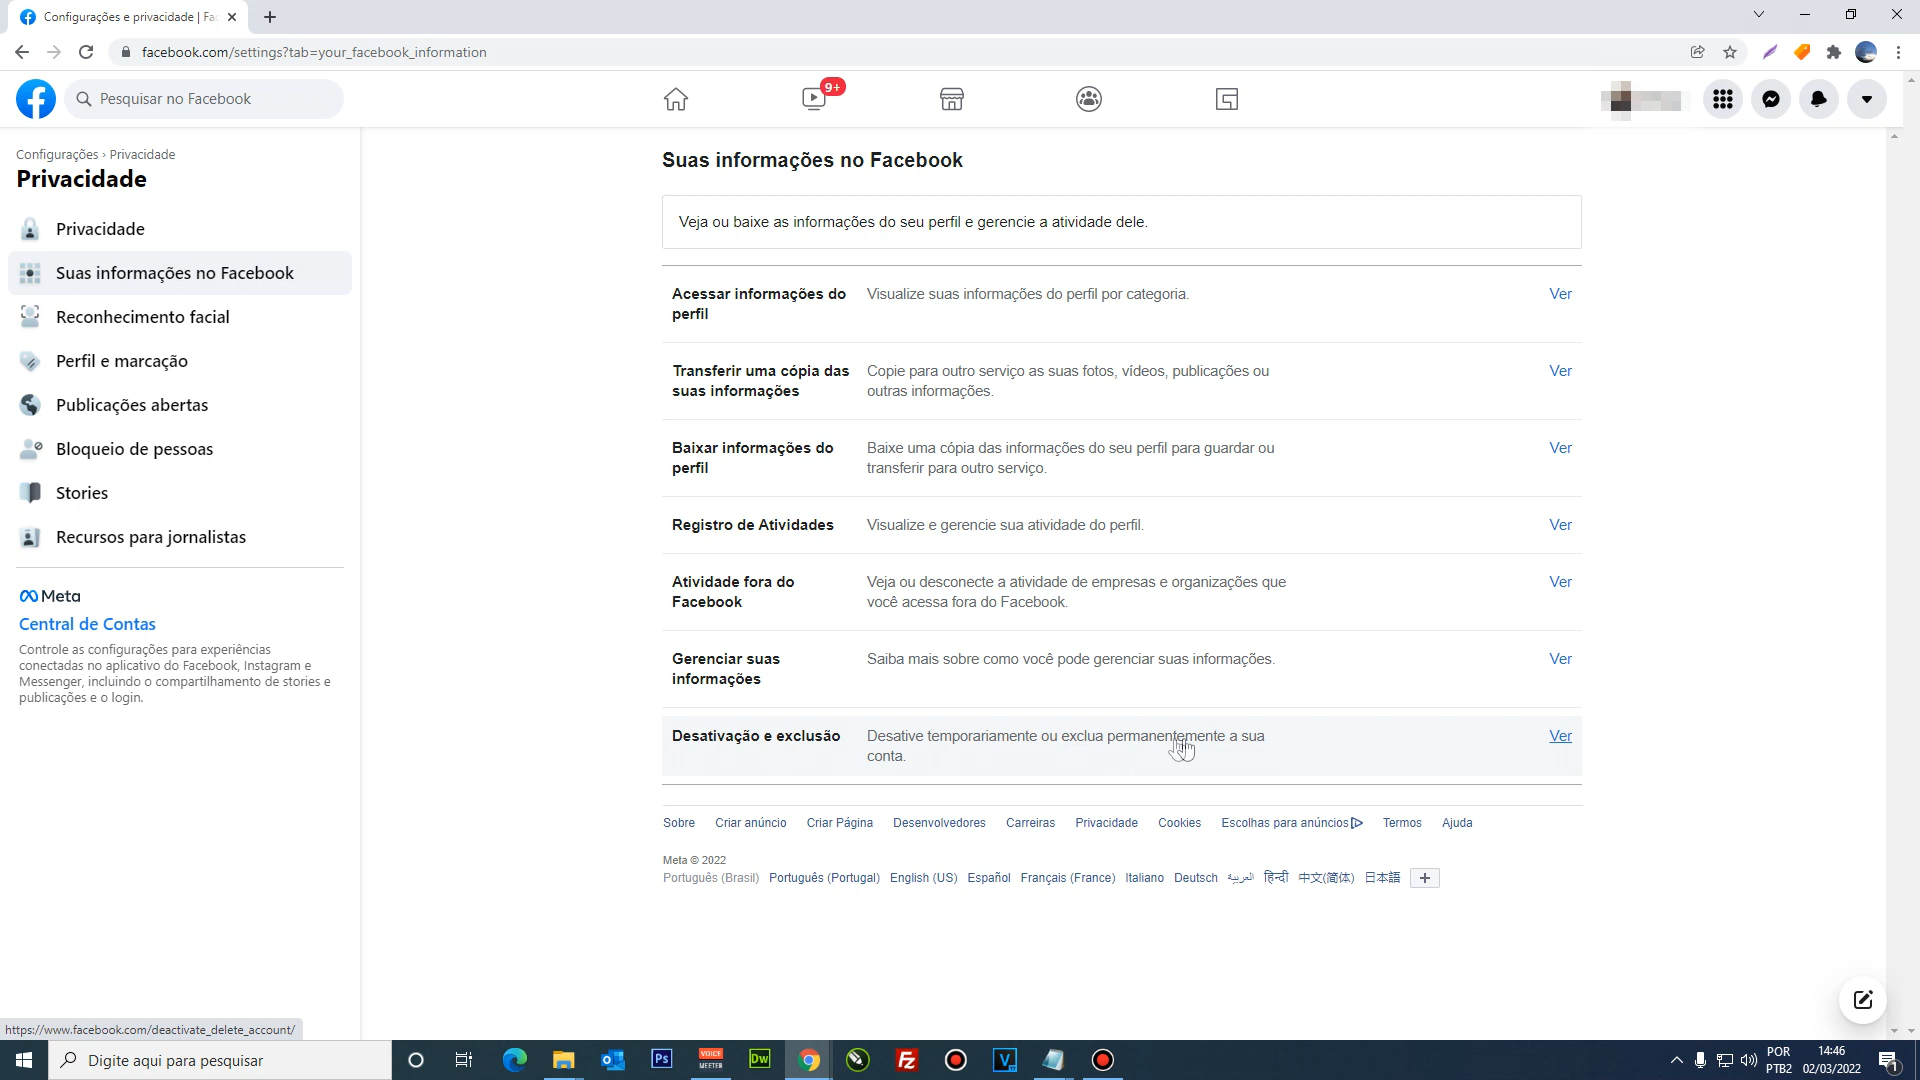 Configurações e privacidade | Fac
facebook.com/settings?tab=your_facebook_information
Pesquisar no Facebook
9+
Configurações › Privacidade
Privacidade
Privacidade
Suas informações no Facebook
Reconhecimento facial
Perfil e marcação
Publicações abertas
Bloqueio de pessoas
Stories
Recursos para jornalistas
Meta
Central de Contas
Controle as configurações para experiências
conectadas no aplicativo do Facebook, Instagram e
Messenger, incluindo o compartilhamento de stories e
publicações e o login.
Suas informações no Facebook
Veja ou baixe as informações do seu perfil e gerencie a atividade dele.
Acessar informações do Visualize suas informações do perfil por categoria. Ver
perfil
Transferir uma cópia das Copie para outro serviço as suas fotos, vídeos, publicações ou Ver
suas informações outras informações.
Baixar informações do Baixe uma cópia das informações do seu perfil para guardar ou Ver
perfil transferir para outro serviço.
Registro de Atividades Visualize e gerencie sua atividade do perfil. Ver
Atividade fora do Veja ou desconecte a atividade de empresas e organizações que Ver
Facebook você acessa fora do Facebook.
Gerenciar suas Saiba mais sobre como você pode gerenciar suas informações. Ver
informações
Desativação e exclusão Desative temporariamente ou exclua permanentemente a sua Ver
conta.
Sobre Criar anúncio Criar Página Desenvolvedores Carreiras Privacidade Cookies Escolhas para anúncios Termos Ajuda
Meta © 2022
Português (Brasil) Português (Portugal) English (US) Español Français (France) Italiano Deutsch العربية हिन्दी 中文(简体) 日本語 +
https://www.facebook.com/deactivate_delete_account/
Digite aqui para pesquisar
Ps
VOICE
MEETER
Dw
Fz
V
POR
PTB2
14:46
02/03/2022
1